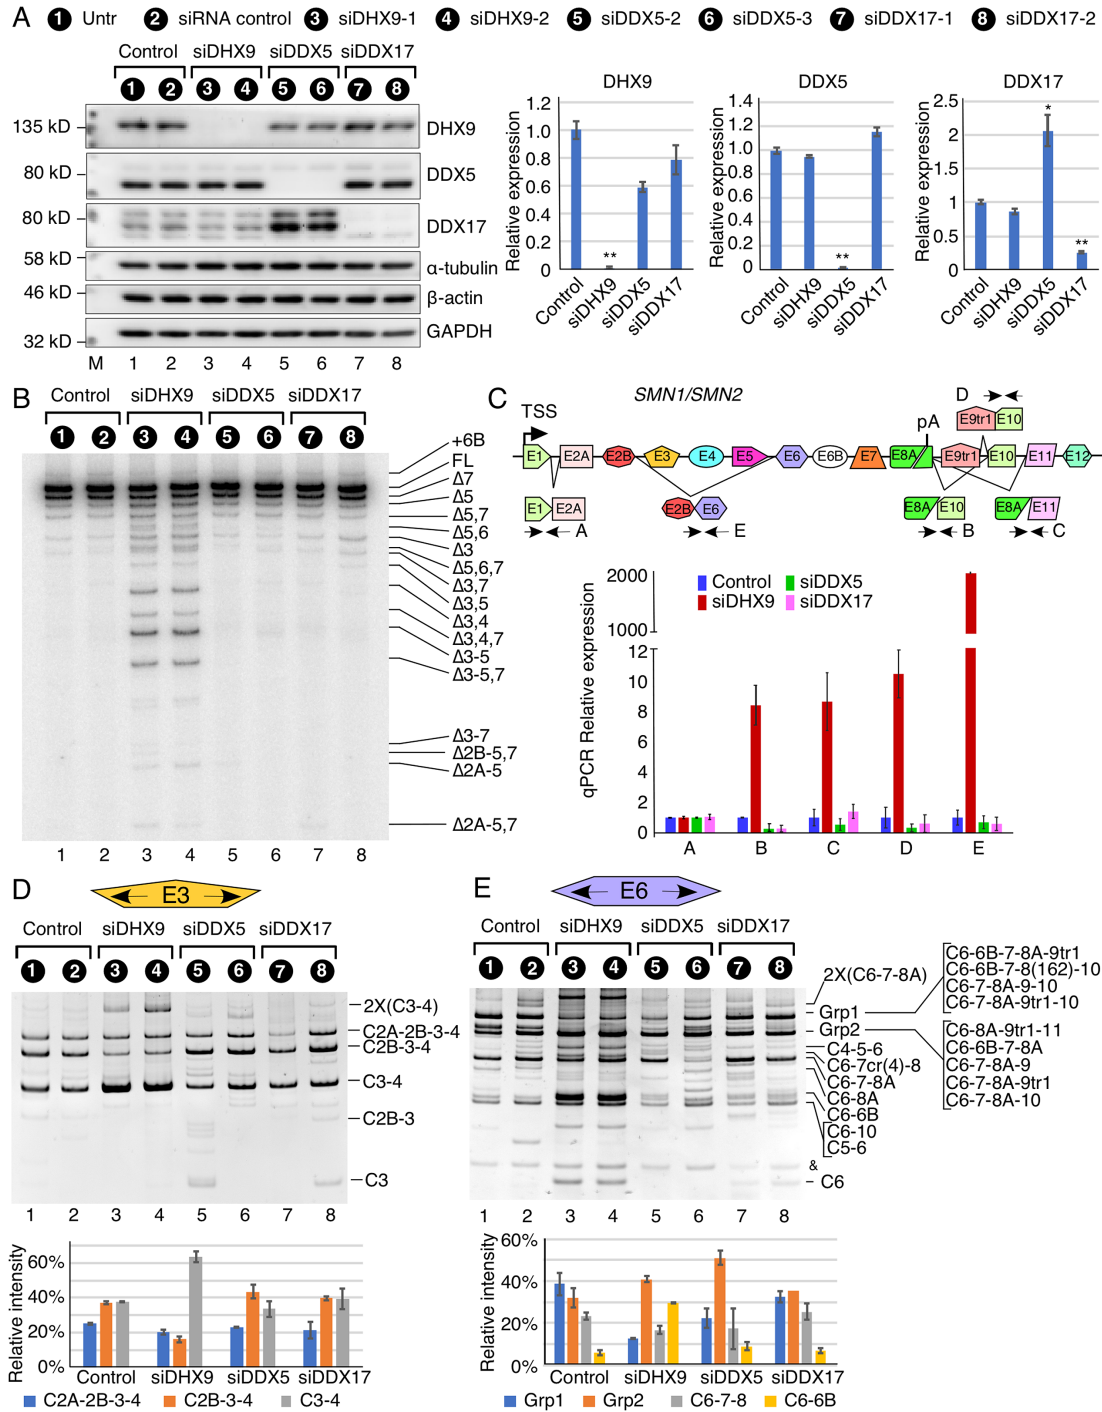 1 Untr 2 siRNA control 3 siDHX9-1 4 siDHX9-2 5 siDDX5-2 6 siDDX5-3 7 siDDX17-1 8 siDDX17-2
A
Control siDHX9 siDDX5 siDDX17
1 2 3 4 5 6 7 8
135 kD DHX9
80 kD DDX5
80 kD DDX17
58 kD α-tubulin
46 kD β-actin
32 kD GAPDH
M 1 2 3 4 5 6 7 8
DHX9
Relative expression
1.2
1.0
0.8
0.6
0.4
0.2
0
**
Control siDHX9 siDDX5 siDDX17
DDX5
Relative expression
1.4
1.2
1.0
0.8
0.6
0.4
0.2
0
**
Control siDHX9 siDDX5 siDDX17
DDX17
Relative expression
2.5
2
1.5
1
0.5
0
*
**
Control siDHX9 siDDX5 siDDX17
B
Control siDHX9 siDDX5 siDDX17
1 2 3 4 5 6 7 8
+6B
FL
Δ7
Δ5
Δ5,7
Δ5,6
Δ3
Δ5,6,7
Δ3,7
Δ3,5
Δ3,4
Δ3,4,7
Δ3-5
Δ3-5,7
Δ3-7
Δ2B-5,7
Δ2A-5
Δ2A-5,7
1 2 3 4 5 6 7 8
C
SMN1/SMN2
D
E9tr1 E10
TSS
pA
E1 E2A E2B E3 E4 E5 E6 E6B E7 E8A E9tr1 E10 E11 E12
E1 E2A E2B E6 E8A E10 E8A E11
A E B C
qPCR Relative expression
Control siDDX5
siDHX9 siDDX17
2000
1000
12
10
8
6
4
2
0
A B C D E
D
E3
Control siDHX9 siDDX5 siDDX17
1 2 3 4 5 6 7 8
2X(C3-4)
C2A-2B-3-4
C2B-3-4
C3-4
C2B-3
C3
1 2 3 4 5 6 7 8
Relative intensity
60%
40%
20%
0%
Control siDHX9 siDDX5 siDDX17
C2A-2B-3-4 C2B-3-4 C3-4
E
E6
Control siDHX9 siDDX5 siDDX17
1 2 3 4 5 6 7 8
2X(C6-7-8A)
Grp1
Grp2
C4-5-6
C6-7cr(4)-8
C6-7-8A
C6-8A
C6-6B
C6-10
C5-6
&
C6
C6-6B-7-8A-9tr1
C6-6B-7-8(162)-10
C6-7-8A-9-10
C6-7-8A-9tr1-10
C6-8A-9tr1-11
C6-6B-7-8A
C6-7-8A-9
C6-7-8A-9tr1
C6-7-8A-10
1 2 3 4 5 6 7 8
Relative intensity
60%
40%
20%
0%
Control siDHX9 siDDX5 siDDX17
Grp1 Grp2 C6-7-8 C6-6B